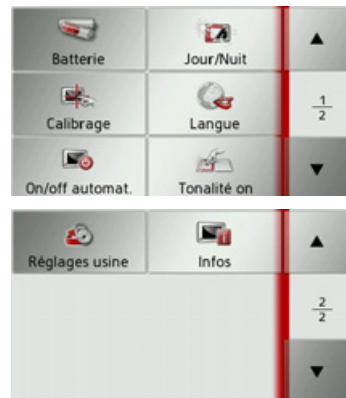 Batterie
Jour/Nuit
1
2
Calibrage
Langue
On/off automat.
Tonalité on
Réglages usine
Infos
2
2